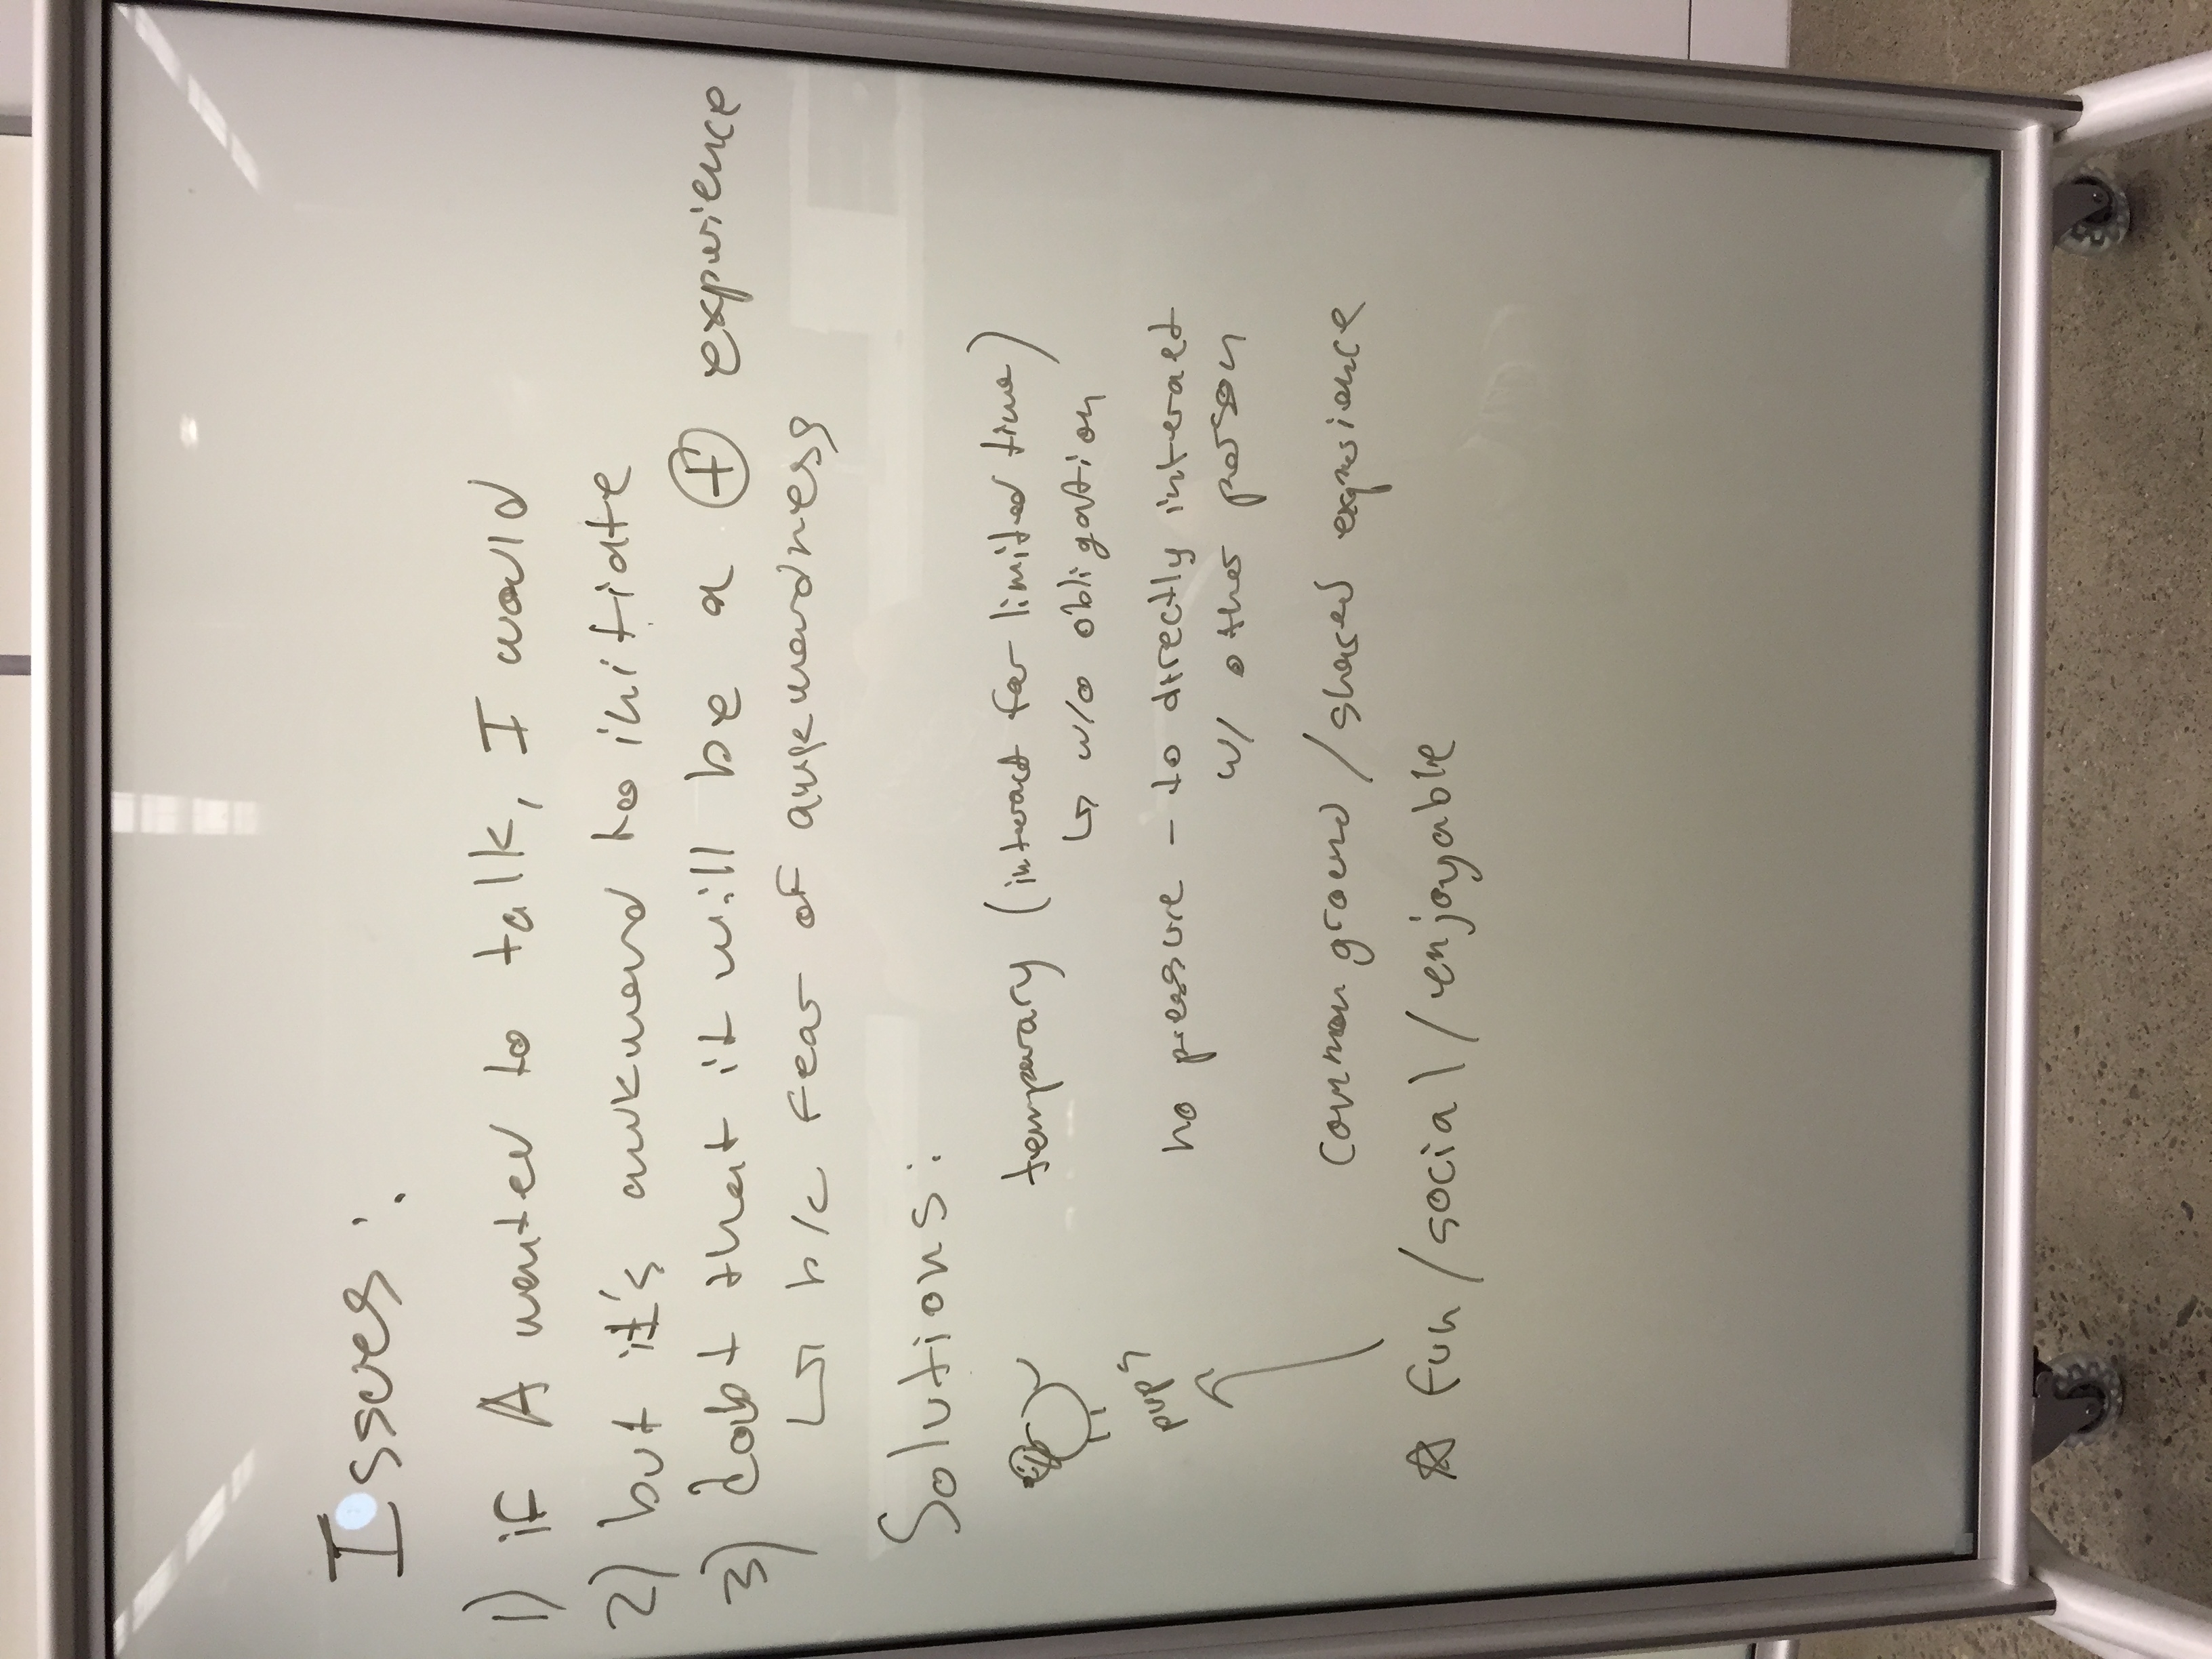 Issues:
1) if A wanted to talk, I would
2) but it's awkward to initiate
3) doubt that it will be a ⊕ experience
↳ b/c fear of awkwardness
Solutions:
temporary (interact for limited time)
↳ w/o obligation
pups
no pressure - to directly interact
w/ other person
common ground / shared experience
☆ fun / social / enjoyable